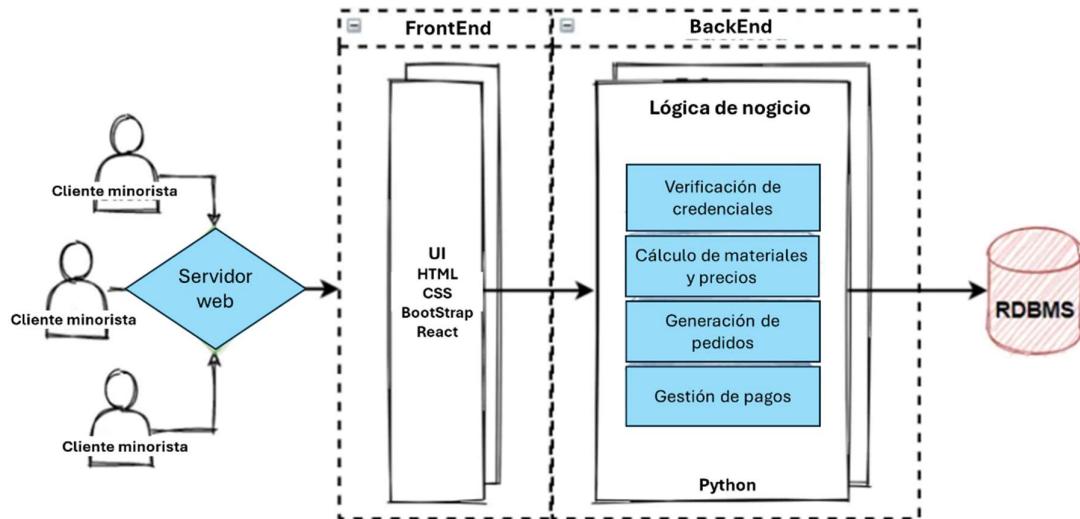 FrontEnd
BackEnd
Cliente minorista
Cliente minorista
Cliente minorista
Servidor
web
UI
HTML
CSS
BootStrap
React
Lógica de nogicio
Verificación de
credenciales
Cálculo de materiales
y precios
Generación de
pedidos
Gestión de pagos
Python
RDBMS